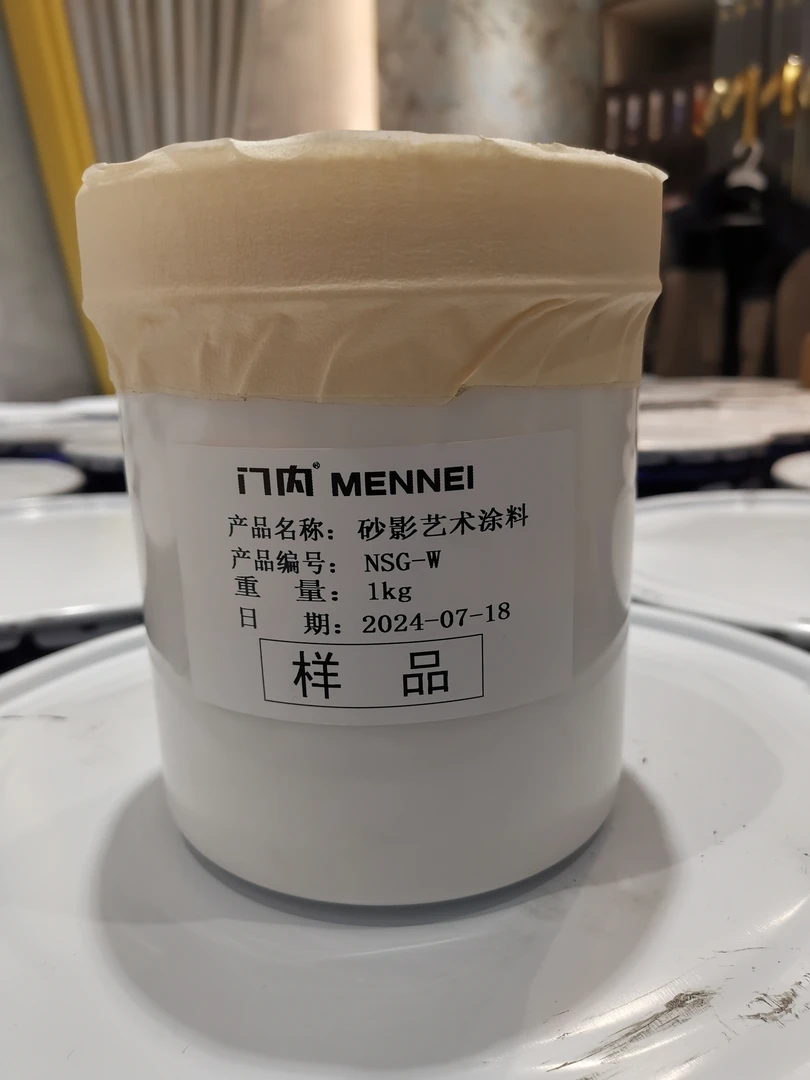 门内® MENNEI
产品名称：砂影艺术涂料
产品编号：NSG-W
重 量：1kg
日 期：2024-07-18
样 品